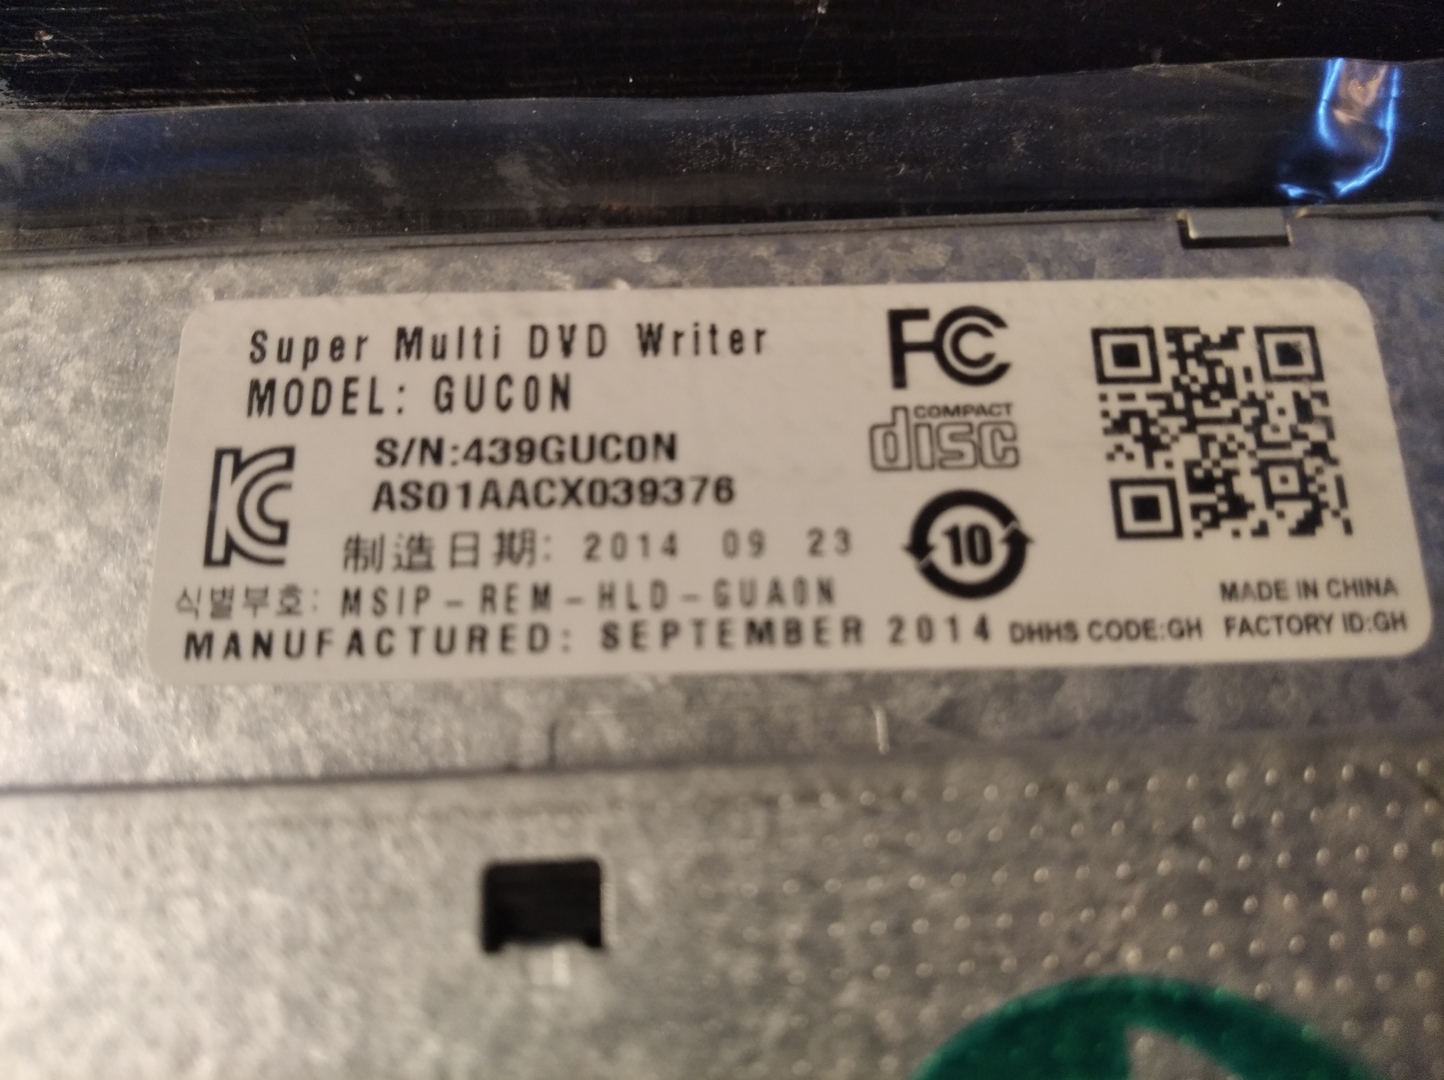 Super Multi DVD Writer
MODEL: GUC0N
S/N:439GUC0N
AS01AACX039376
制造日期: 2014 09 23
식별부호: MSIP-REM-HLD-GUA0N
MANUFACTURED: SEPTEMBER 2014
FC
COMPACT
disc
10
MADE IN CHINA
DHHS CODE:GH FACTORY ID:GH